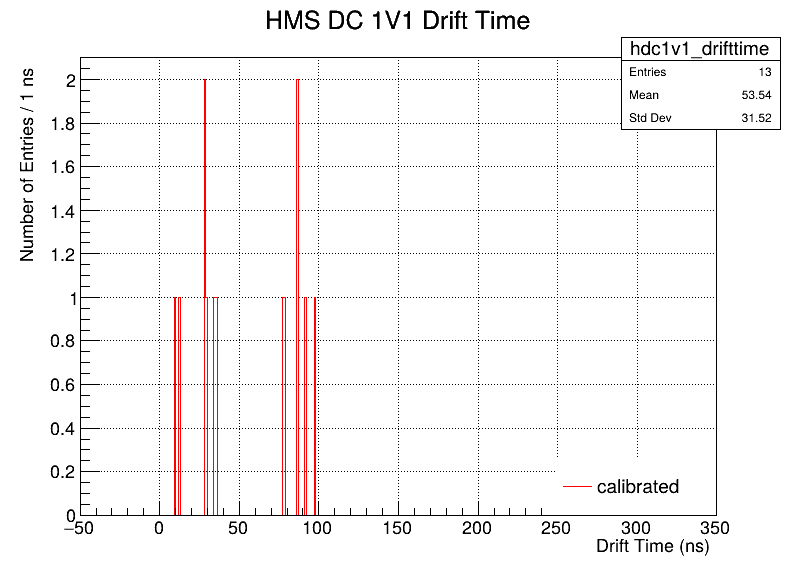 HMS DC 1V1 Drift Time
hdc1v1_drifttime
Entries 13
Mean 53.54
Std Dev 31.52
Number of Entries / 1 ns
2
1.8
1.6
1.4
1.2
1
0.8
0.6
0.4
0.2
0
−50 0 50 100 150 200 250 300 350
Drift Time (ns)
calibrated